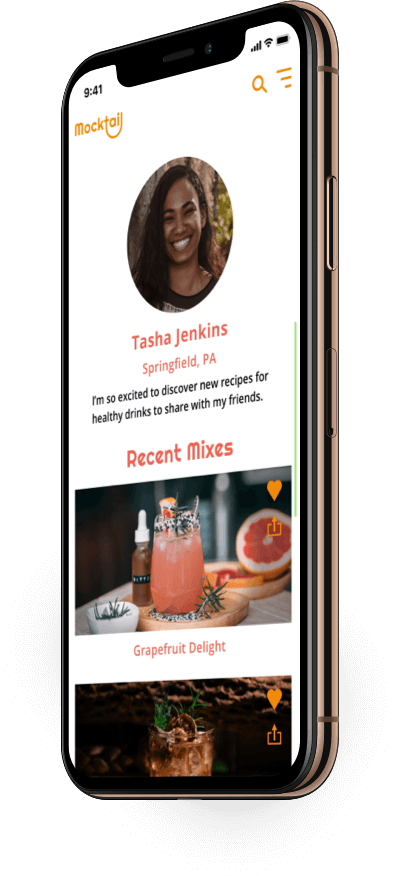 9:41
Mocktail
Tasha Jenkins
Springfield, PA
I'm so excited to discover new recipes for
healthy drinks to share with my friends.
Recent Mixes
Grapefruit Delight